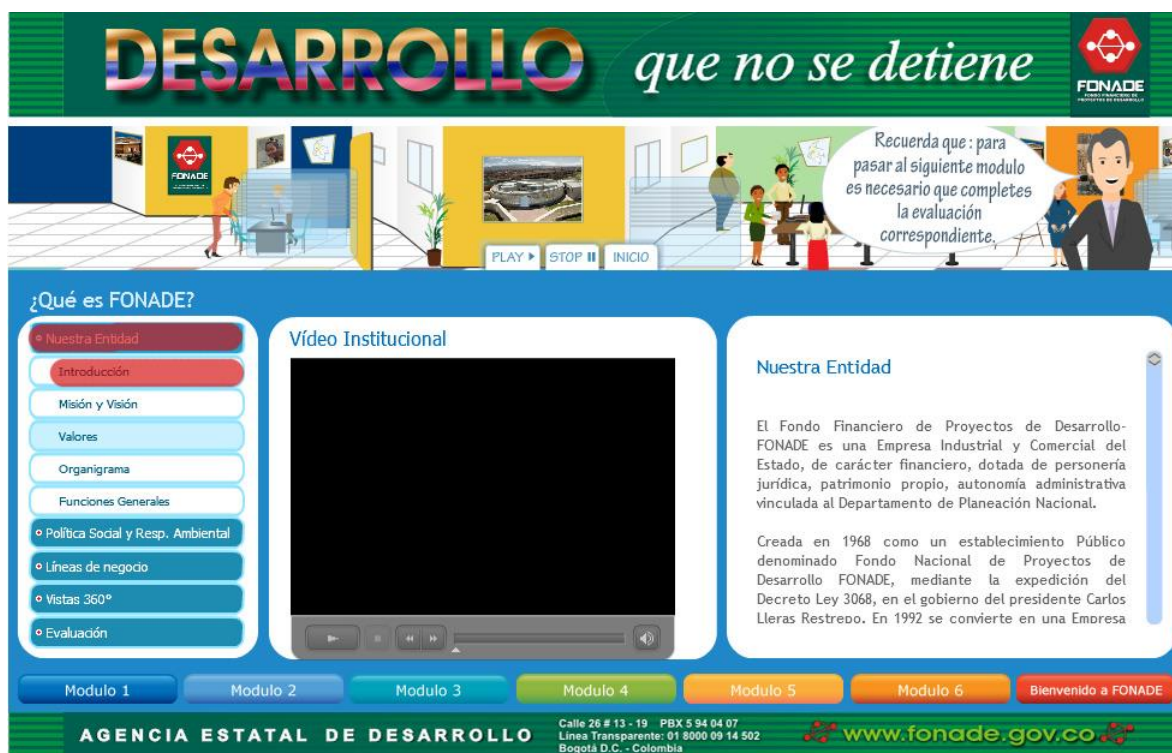 DESARROLLO que no se detiene
FONADE
FONDO FINANCIERO DE
PROYECTOS DE DESARROLLO
FONADE
Recuerda que : para
pasar al siguiente modulo
es necesario que completes
la evaluación
correspondiente.
PLAY STOP INICIO
¿Qué es FONADE?
Nuestra Entidad
Introducción
Misión y Visión
Valores
Organigrama
Funciones Generales
Política Social y Resp. Ambiental
Líneas de negocio
Vistas 360°
Evaluación
Vídeo Institucional
Nuestra Entidad
El Fondo Financiero de Proyectos de Desarrollo-
FONADE es una Empresa Industrial y Comercial del
Estado, de carácter financiero, dotada de personería
jurídica, patrimonio propio, autonomía administrativa
vinculada al Departamento de Planeación Nacional.
Creada en 1968 como un establecimiento Público
denominado Fondo Nacional de Proyectos de
Desarrollo FONADE, mediante la expedición del
Decreto Ley 3068, en el gobierno del presidente Carlos
Lleras Restrepo. En 1992 se convierte en una Empresa
Modulo 1 Modulo 2 Modulo 3 Modulo 4 Modulo 5 Modulo 6 Bienvenido a FONADE
AGENCIA ESTATAL DE DESARROLLO
Calle 26 # 13 - 19 PBX 5 94 04 07
Línea Transparente: 01 8000 09 14 502
Bogotá D.C. - Colombia
www.fonade.gov.co